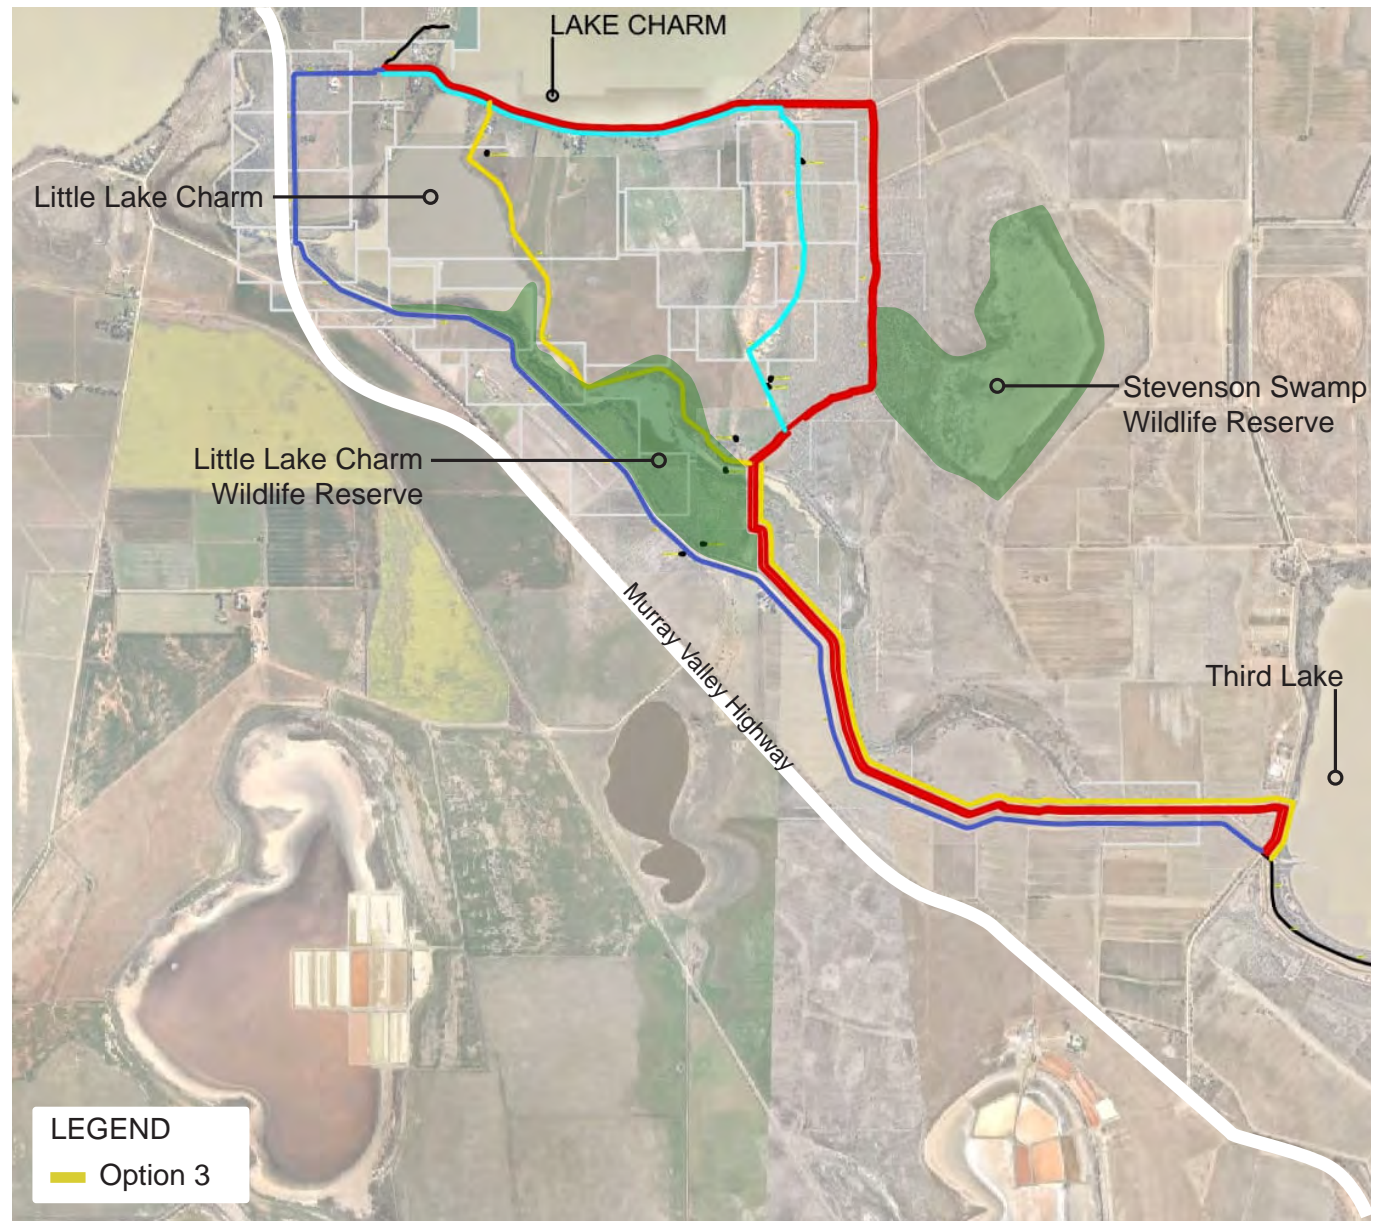 LAKE CHARM
Little Lake Charm
Stevenson Swamp
Wildlife Reserve
Little Lake Charm
Wildlife Reserve
Murray Valley Highway
Third Lake
LEGEND
Option 3